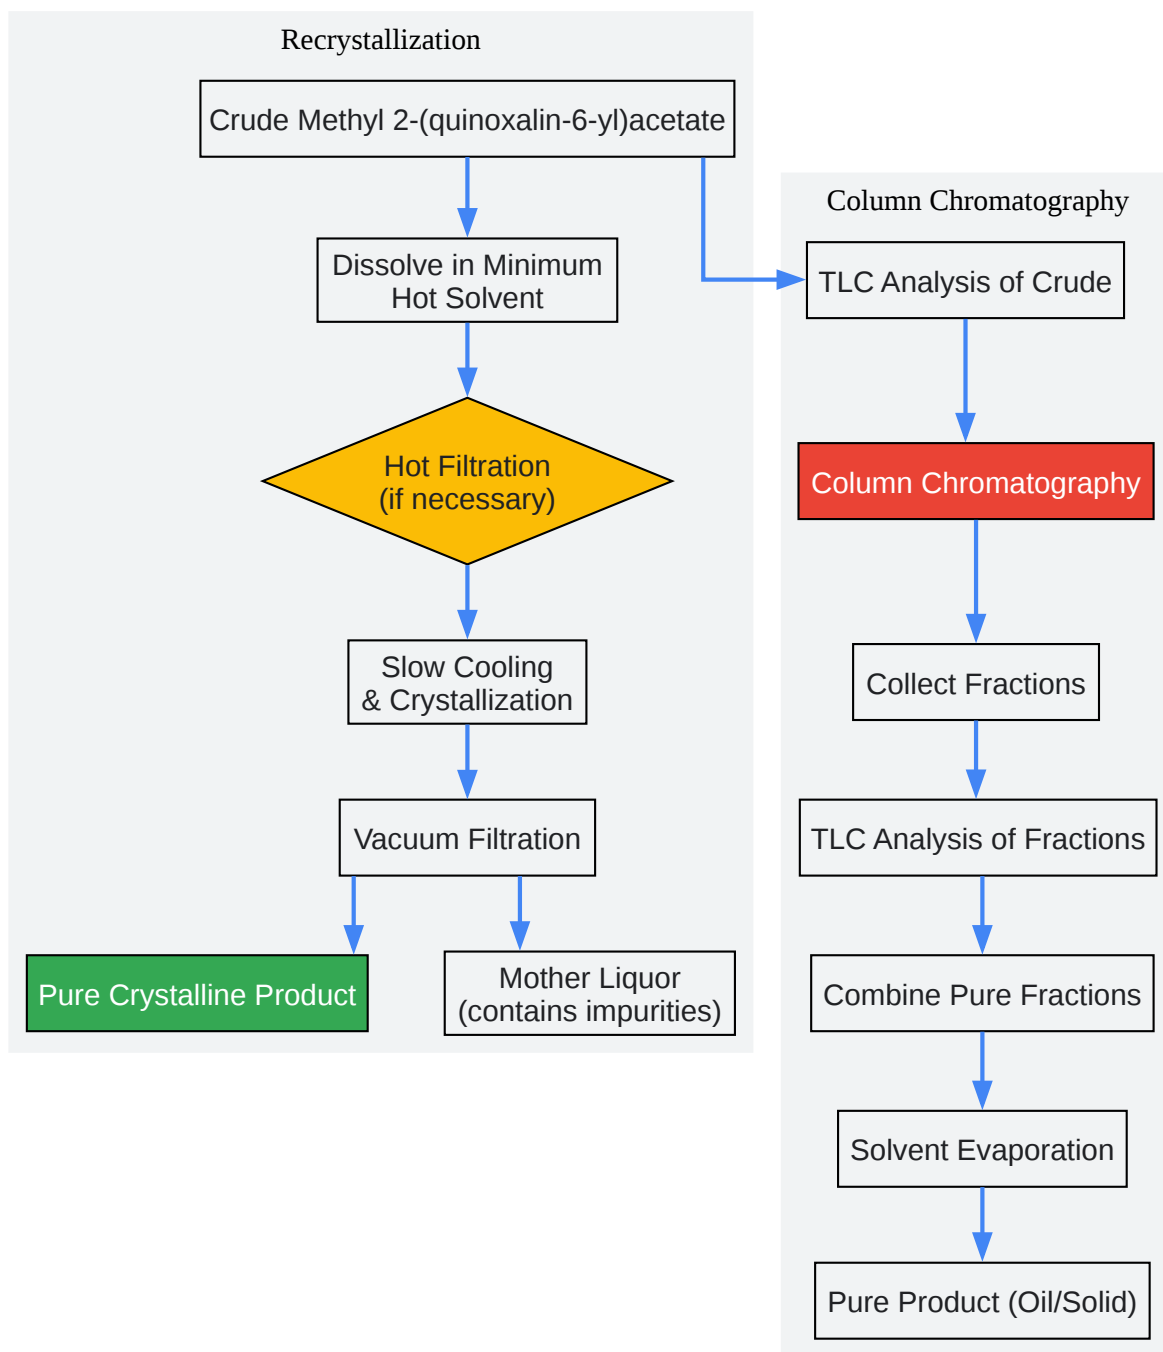 Recrystallization
Crude Methyl 2-(quinoxalin-6-yl)acetate
Dissolve in Minimum
Hot Solvent
Hot Filtration
(if necessary)
Slow Cooling
& Crystallization
Vacuum Filtration
Pure Crystalline Product
Mother Liquor
(contains impurities)
Column Chromatography
TLC Analysis of Crude
Column Chromatography
Collect Fractions
TLC Analysis of Fractions
Combine Pure Fractions
Solvent Evaporation
Pure Product (Oil/Solid)